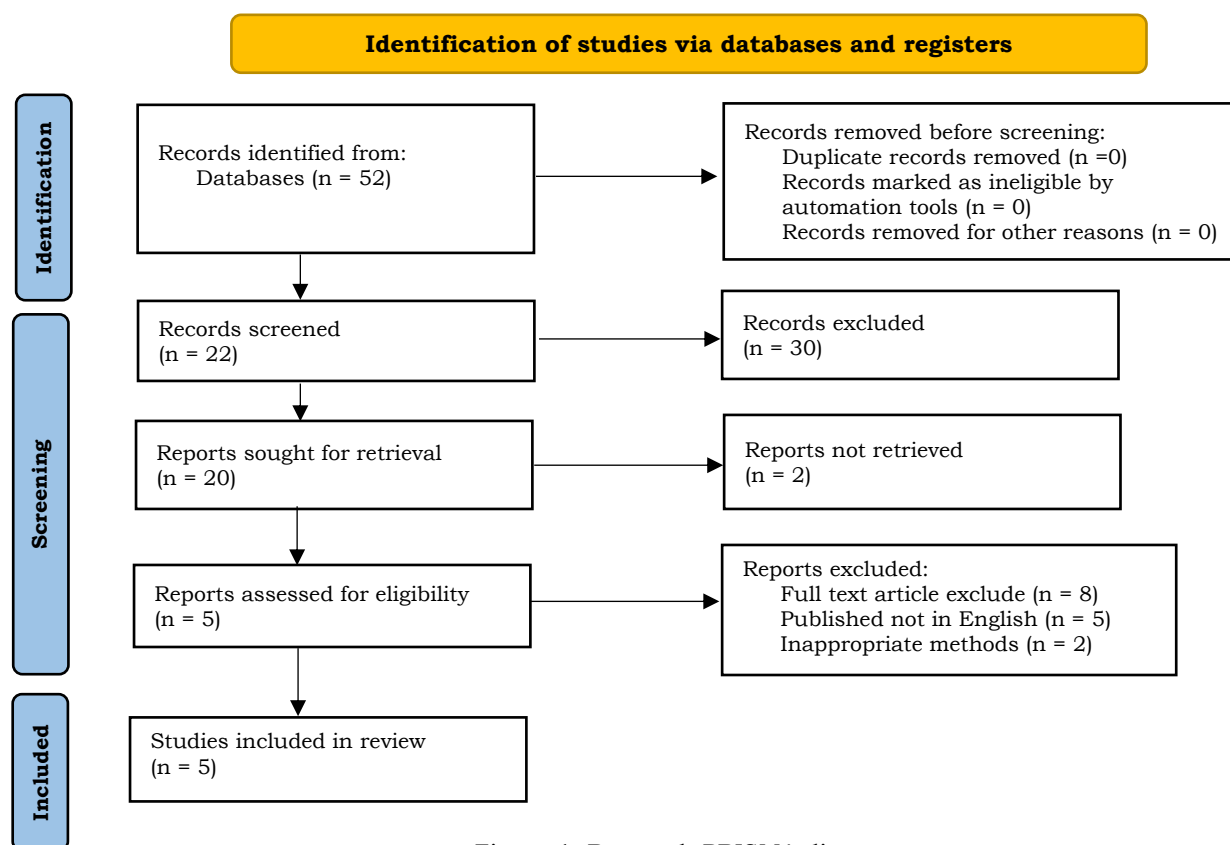 Identification of studies via databases and registers
Identification
Records identified from:
Databases (n = 52)
Records removed before screening:
Duplicate records removed (n =0)
Records marked as ineligible by
automation tools (n = 0)
Records removed for other reasons (n = 0)
Screening
Records screened
(n = 22)
Records excluded
(n = 30)
Reports sought for retrieval
(n = 20)
Reports not retrieved
(n = 2)
Reports assessed for eligibility
(n = 5)
Reports excluded:
Full text article exclude (n = 8)
Published not in English (n = 5)
Inappropriate methods (n = 2)
Included
Studies included in review
(n = 5)